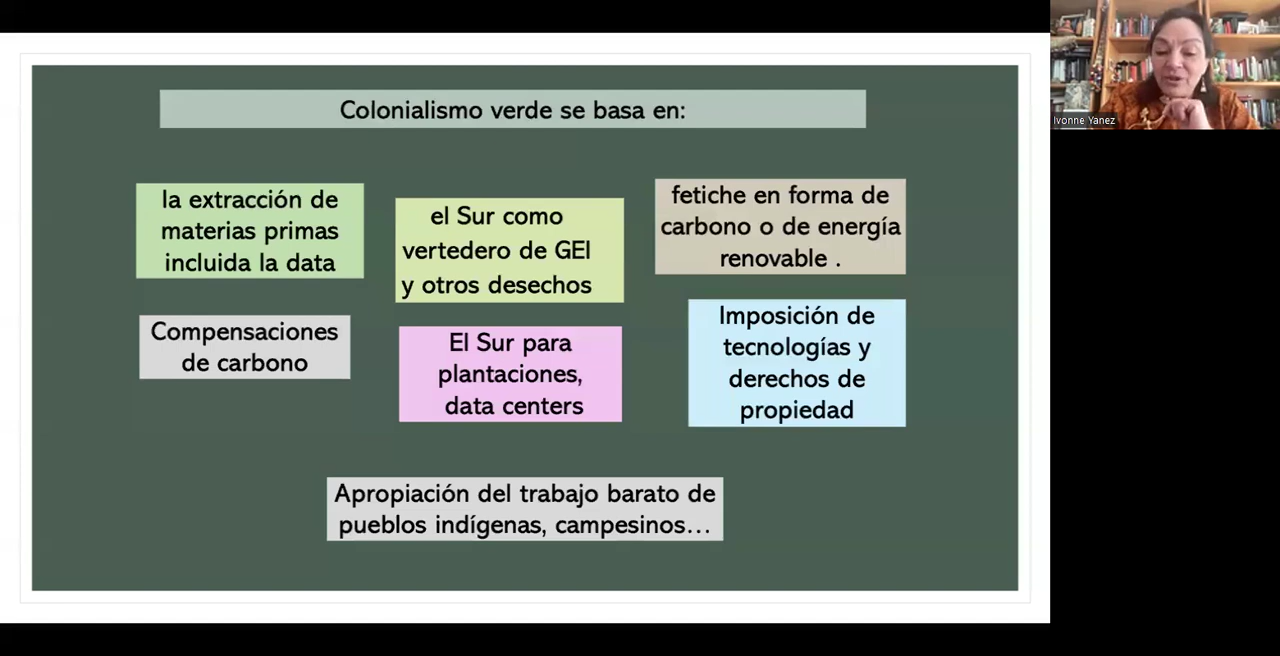 Colonialismo verde se basa en:
la extracción de
materias primas
incluida la data
el Sur como
vertedero de GEI
y otros desechos
fetiche en forma de
carbono o de energía
renovable .
Compensaciones
de carbono
El Sur para
plantaciones,
data centers
Imposición de
tecnologías y
derechos de
propiedad
Apropiación del trabajo barato de
pueblos indígenas, campesinos...
Ivonne Yanez